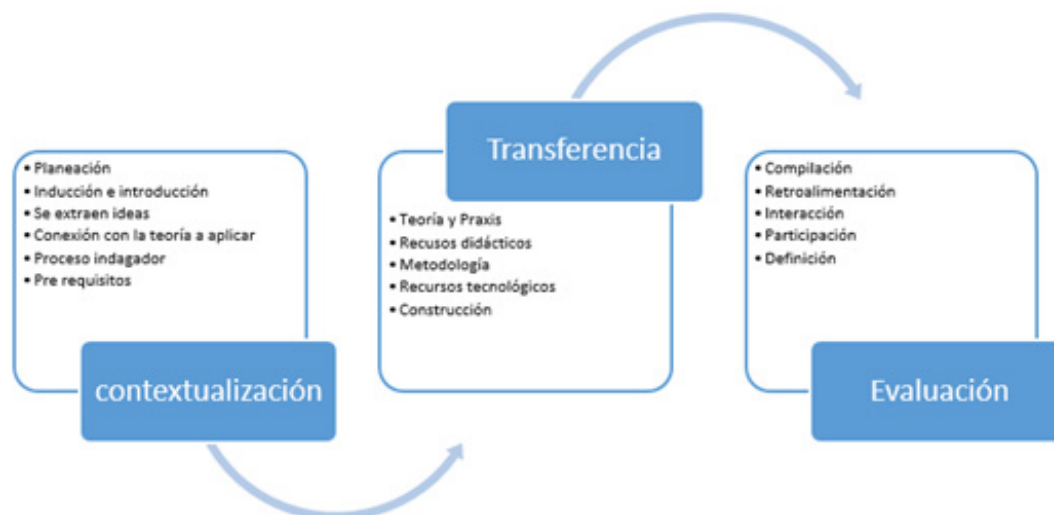 • Planeación
• Inducción e introducción
• Se extraen ideas
• Conexión con la teoría a aplicar
• Proceso indagador
• Pre requisitos
contextualización
Transferencia
• Teoría y Praxis
• Recusos didácticos
• Metodología
• Recursos tecnológicos
• Construcción
• Compilación
• Retroalimentación
• Interacción
• Participación
• Definición
Evaluación